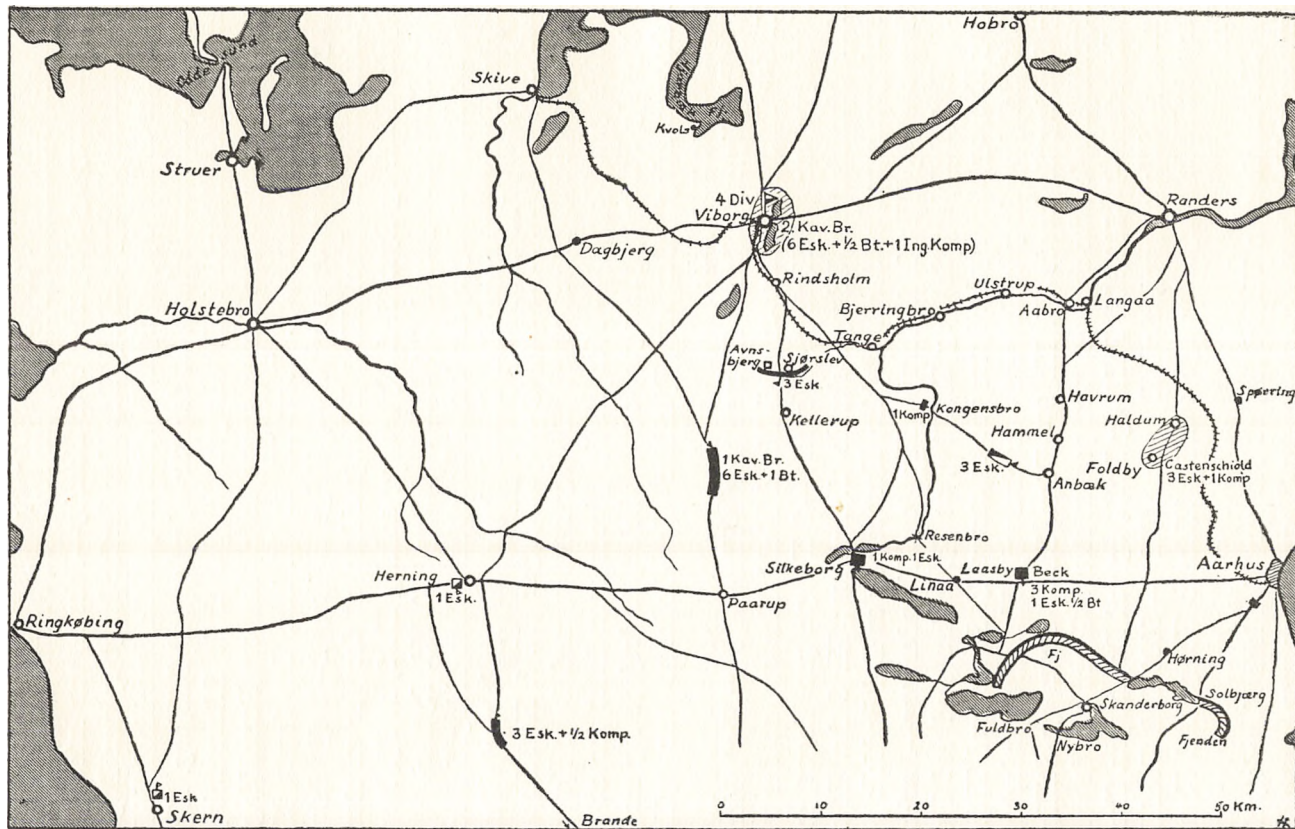 Hobro
Odde sund
Skive
Kvols
Struer
4 Div.
Viborg
2. Kav. Br.
(6 Esk. + ½ Bt. + 1 Ing. Komp)
Randers
Dagbjerg
Rindsholm
Ulstrup
Langaa
Holstebro
Bjerringbro
Aabro
Tange
Avns-
bjerg
Sjørslev
3 Esk
Havrum
Spørring
1 Komp
Kongensbro
Kellerup
Haldum
Hammel
1 Kav. Br.
6 Esk + 1 Bt.
3 Esk.
Foldby
Castenschiold
3 Esk + 1 Komp
Anbæk
Resenbro
Silkeborg
1 Komp. 1 Esk
Laasby
Beck
Aarhus
Herning
1 Esk.
Linaa
3 Komp.
1 Esk. ½ Bt
Paarup
Ringkøbing
Fj
Hørning
Solbjærg
Skanderborg
Fuldbro
Nybro
Fjenden
3 Esk. + ½ Komp.
1 Esk
Skern
Brande
0 10 20 30 40 50 Km.